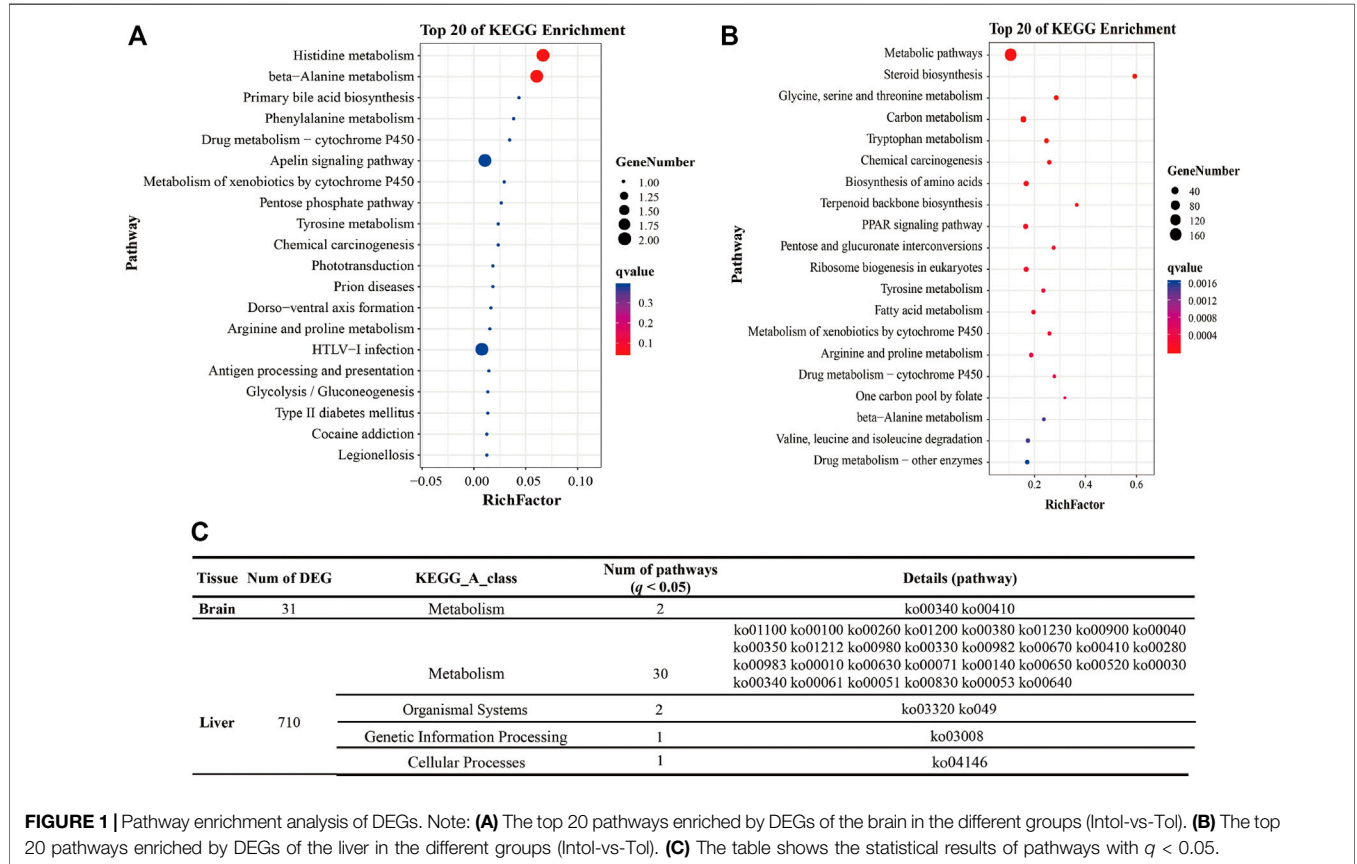 A
Top 20 of KEGG Enrichment
Histidine metabolism
beta−Alanine metabolism
Primary bile acid biosynthesis
Phenylalanine metabolism
Drug metabolism − cytochrome P450
Apelin signaling pathway
Metabolism of xenobiotics by cytochrome P450
Pentose phosphate pathway
Tyrosine metabolism
Chemical carcinogenesis
Phototransduction
Prion diseases
Dorso−ventral axis formation
Arginine and proline metabolism
HTLV−I infection
Antigen processing and presentation
Glycolysis / Gluconeogenesis
Type II diabetes mellitus
Cocaine addiction
Legionellosis
Pathway
−0.05 0.00 0.05 0.10
RichFactor
GeneNumber
1.00
1.25
1.50
1.75
2.00
qvalue
0.3
0.2
0.1
B
Top 20 of KEGG Enrichment
Metabolic pathways
Steroid biosynthesis
Glycine, serine and threonine metabolism
Carbon metabolism
Tryptophan metabolism
Chemical carcinogenesis
Biosynthesis of amino acids
Terpenoid backbone biosynthesis
PPAR signaling pathway
Pentose and glucuronate interconversions
Ribosome biogenesis in eukaryotes
Tyrosine metabolism
Fatty acid metabolism
Metabolism of xenobiotics by cytochrome P450
Arginine and proline metabolism
Drug metabolism − cytochrome P450
One carbon pool by folate
beta−Alanine metabolism
Valine, leucine and isoleucine degradation
Drug metabolism − other enzymes
Pathway
0.2 0.4 0.6
RichFactor
GeneNumber
40
80
120
160
qvalue
0.0016
0.0012
0.0008
0.0004
C
Tissue Num of DEG KEGG_A_class Num of pathways (q < 0.05) Details (pathway)
Brain 31 Metabolism 2 ko00340 ko00410
Liver 710 Metabolism 30 ko01100 ko00100 ko00260 ko01200 ko00380 ko01230 ko00900 ko00040
ko00350 ko01212 ko00980 ko00330 ko00982 ko00670 ko00410 ko00280
ko00983 ko00010 ko00630 ko00071 ko00140 ko00650 ko00520 ko00030
ko00340 ko00061 ko00051 ko00830 ko00053 ko00640
Organismal Systems 2 ko03320 ko049
Genetic Information Processing 1 ko03008
Cellular Processes 1 ko04146
FIGURE 1 | Pathway enrichment analysis of DEGs. Note: (A) The top 20 pathways enriched by DEGs of the brain in the different groups (Intol-vs-Tol). (B) The top
20 pathways enriched by DEGs of the liver in the different groups (Intol-vs-Tol). (C) The table shows the statistical results of pathways with q < 0.05.